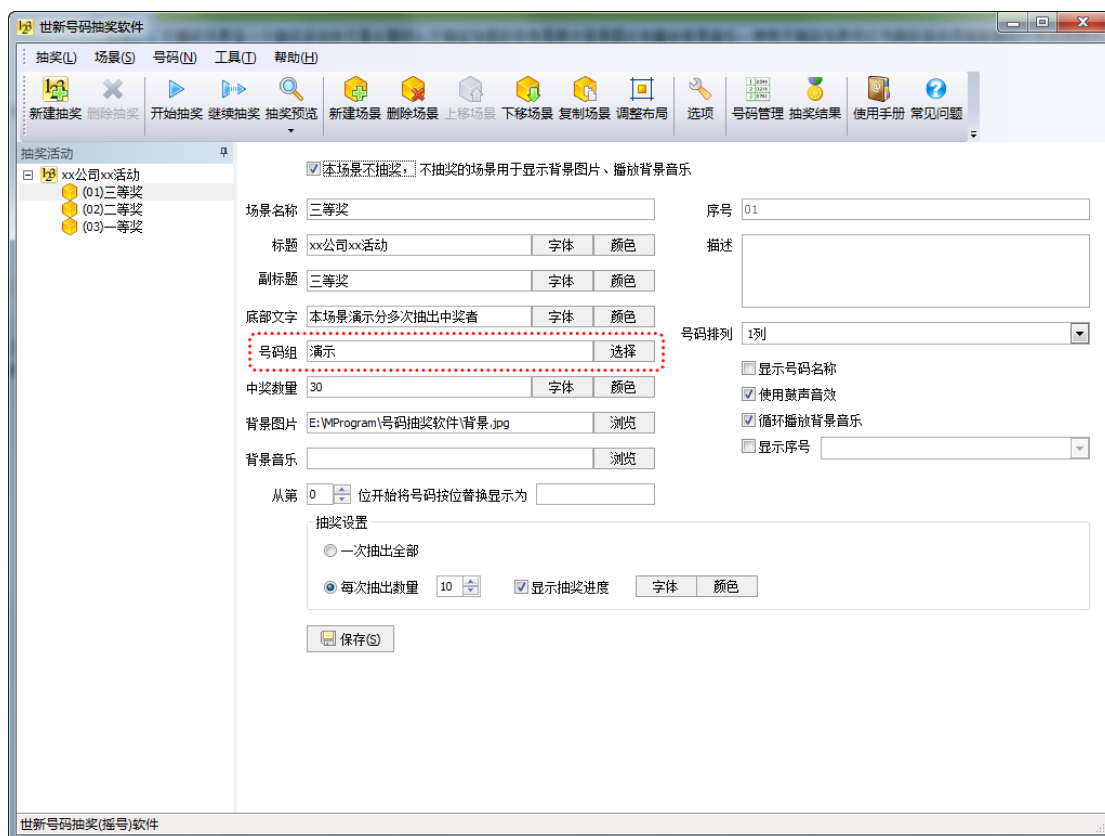 世新号码抽奖软件
抽奖(L) 场景(S) 号码(N) 工具(T) 帮助(H)
新建抽奖 删除抽奖 开始抽奖 继续抽奖 抽奖预览 新建场景 删除场景 上移场景 下移场景 复制场景 调整布局 选项 号码管理 抽奖结果 使用手册 常见问题
抽奖活动
xx公司xx活动
(01)三等奖
(02)二等奖
(03)一等奖
本场景不抽奖，不抽奖的场景用于显示背景图片、播放背景音乐
场景名称 三等奖 序号 01
标题 xx公司xx活动 字体 颜色 描述
副标题 三等奖 字体 颜色
底部文字 本场景演示分多次抽出中奖者 字体 颜色
号码排列 1列
号码组 演示 选择
显示号码名称
中奖数量 30 字体 颜色
使用鼓声音效
背景图片 E:\MProgram\号码抽奖软件\背景.jpg 浏览
循环播放背景音乐
显示序号
背景音乐 浏览
从第 0 位开始将号码按位替换显示为
抽奖设置
一次抽出全部
每次抽出数量 10 显示抽奖进度 字体 颜色
保存(S)
世新号码抽奖(摇号)软件